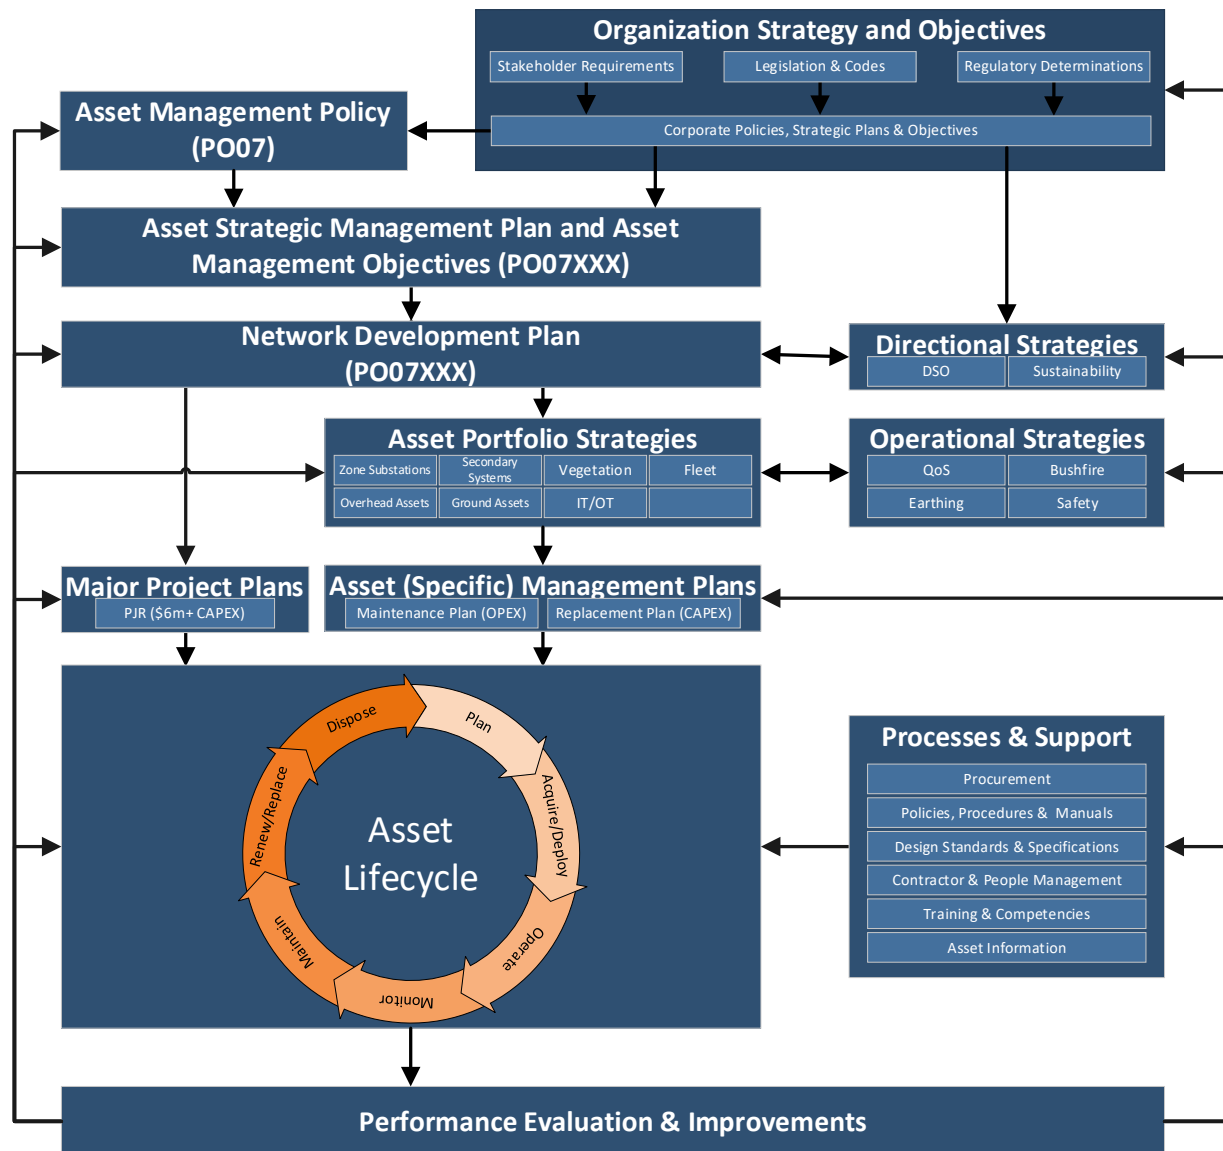 Organization Strategy and Objectives
Stakeholder Requirements
Legislation & Codes
Regulatory Determinations
Corporate Policies, Strategic Plans & Objectives
Asset Management Policy
(PO07)
Asset Strategic Management Plan and Asset
Management Objectives (PO07XXX)
Network Development Plan
(PO07XXX)
Directional Strategies
DSO
Sustainability
Asset Portfolio Strategies
Zone Substations
Secondary
Systems
Vegetation
Fleet
Overhead Assets
Ground Assets
IT/OT
Operational Strategies
QoS
Bushfire
Earthing
Safety
Major Project Plans
PJR ($6m+ CAPEX)
Asset (Specific) Management Plans
Maintenance Plan (OPEX)
Replacement Plan (CAPEX)
Asset
Lifecycle
Plan
Acquire/Deploy
Operate
Monitor
Maintain
Renew/Replace
Dispose
Processes & Support
Procurement
Policies, Procedures & Manuals
Design Standards & Specifications
Contractor & People Management
Training & Competencies
Asset Information
Performance Evaluation & Improvements